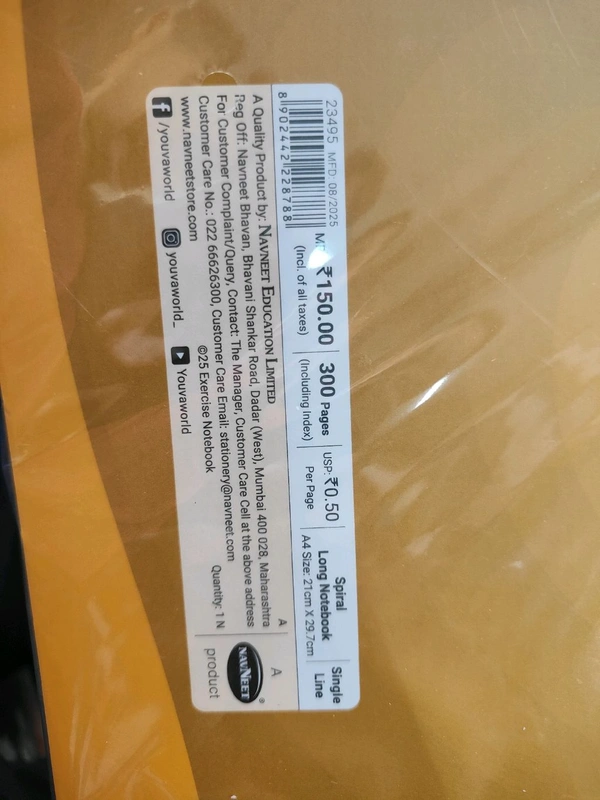 23495 MFD: 08/2025
8 902442 228788
₹150.00
(Incl. of all taxes)
300 Pages
(Including Index)
USP: ₹0.50
Per Page
Spiral
Long Notebook
A4 Size: 21cm X 29.7cm
Single
Line
A
A Quality Product by: NAVNEET EDUCATION LIMITED
Reg Off: Navneet Bhavan, Bhavani Shankar Road, Dadar (West), Mumbai 400 028, Maharashtra
For Customer Complaint/Query, Contact: The Manager, Customer Care Cell at the above address
Customer Care No.: 022 66626300, Customer Care Email: stationery@navneet.com
www.navneetstore.com
©25 Exercise Notebook
Quantity: 1 N
/youvaworld
youvaworld_
Youvaworld
A
NAVNEET®
product